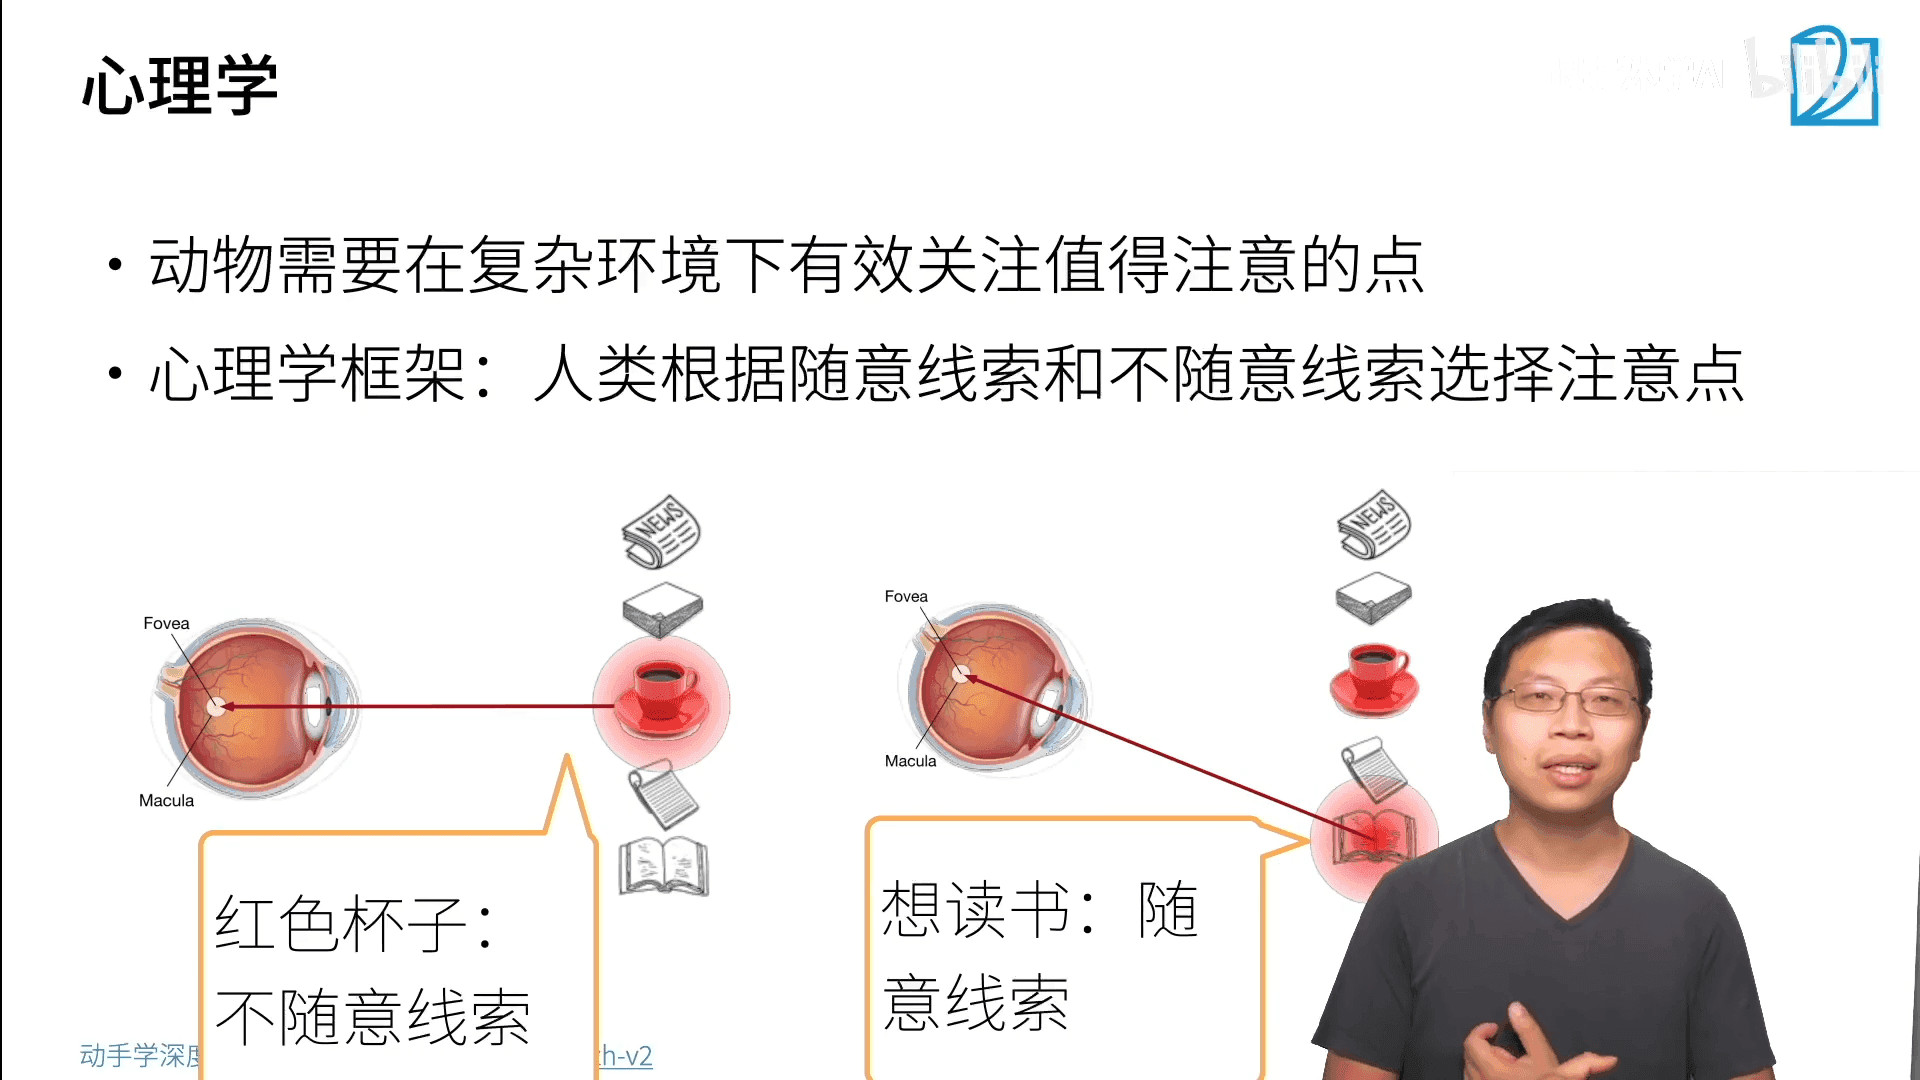 心理学
bilibili
• 动物需要在复杂环境下有效关注值得注意的点
• 心理学框架：人类根据随意线索和不随意线索选择注意点
NEWS
Fovea
Macula
红色杯子：
不随意线索
NEWS
Fovea
Macula
想读书：随
意线索
动手学深度
zh-v2